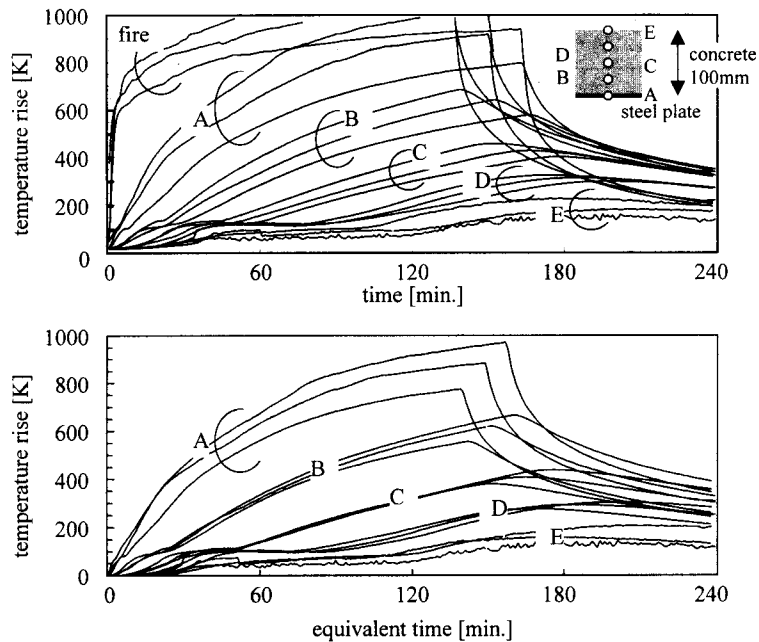 1000
800
600
400
200
0
temperature rise [K]
fire
A
B
C
D
E
D
B
E
C
A
concrete
100mm
steel plate
0
60
120
180
240
time [min.]
1000
800
600
400
200
0
temperature rise [K]
A
B
C
D
E
0
60
120
180
240
equivalent time [min.]